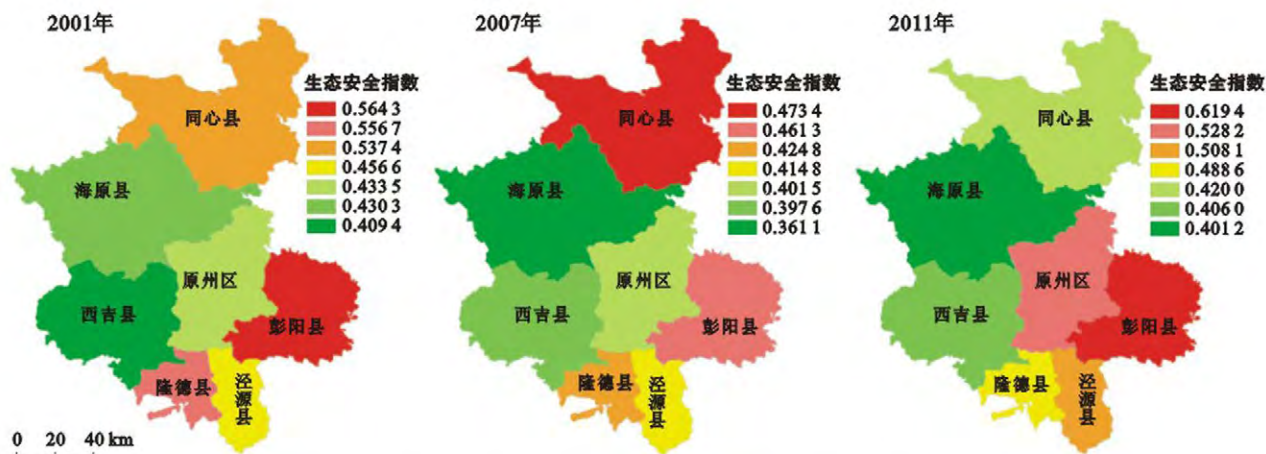 2001年
生态安全指数
0.564 3
0.556 7
0.537 4
0.456 6
0.433 5
0.430 3
0.409 4
同心县
海原县
原州区
西吉县
彭阳县
隆德县
泾源县
0 20 40 km
2007年
生态安全指数
0.473 4
0.461 3
0.424 8
0.414 8
0.401 5
0.397 6
0.361 1
同心县
海原县
原州区
西吉县
彭阳县
隆德县
泾源县
2011年
生态安全指数
0.619 4
0.528 2
0.508 1
0.488 6
0.420 0
0.406 0
0.401 2
同心县
海原县
原州区
西吉县
彭阳县
隆德县
泾源县